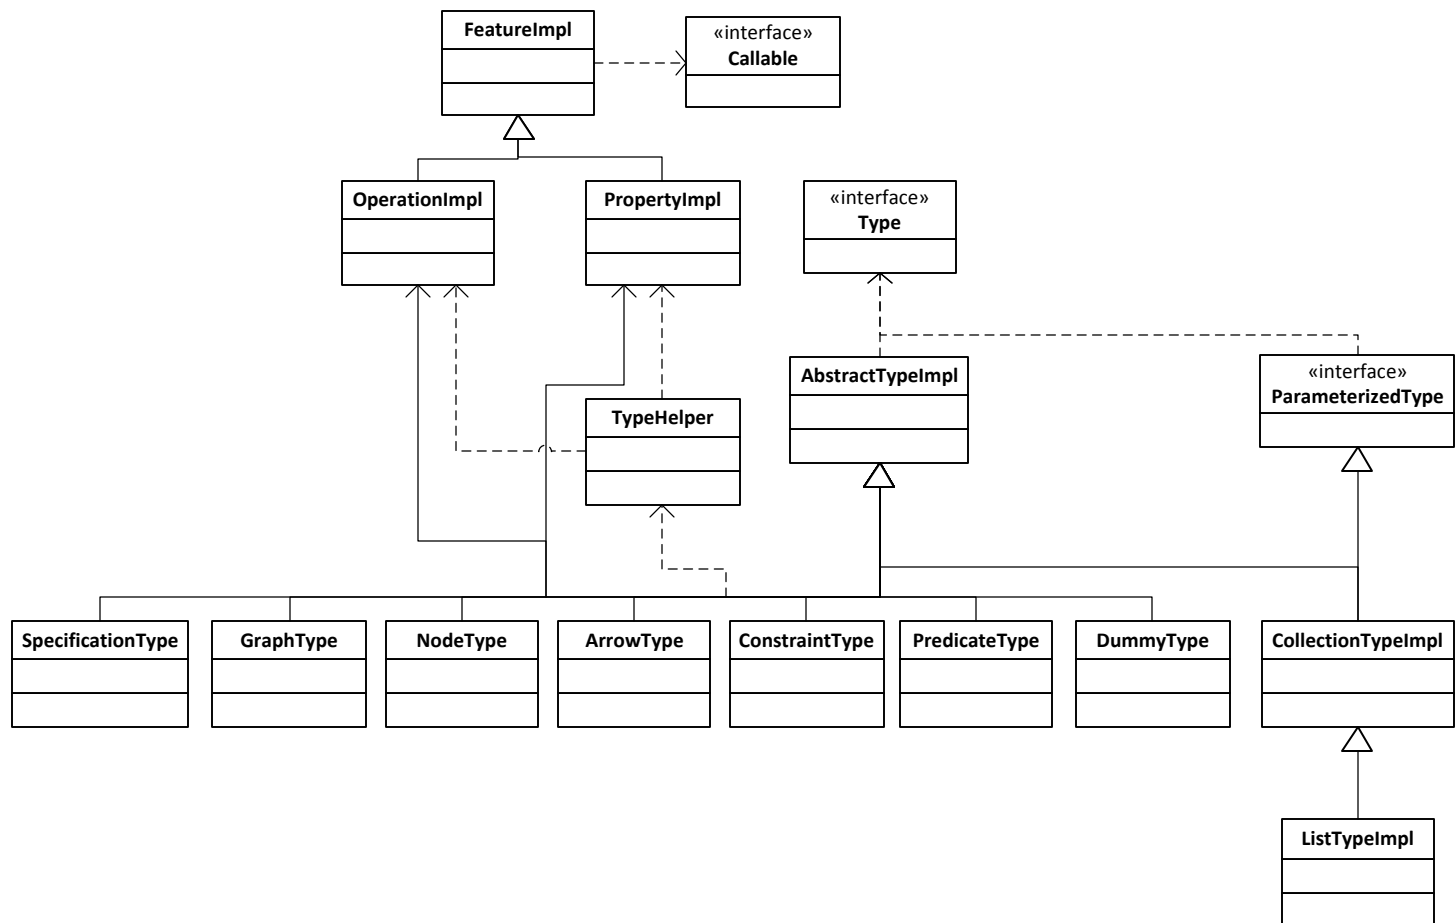 FeatureImpl
«interface»
Callable
OperationImpl
PropertyImpl
«interface»
Type
AbstractTypeImpl
«interface»
ParameterizedType
TypeHelper
SpecificationType
GraphType
NodeType
ArrowType
ConstraintType
PredicateType
DummyType
CollectionTypeImpl
ListTypeImpl